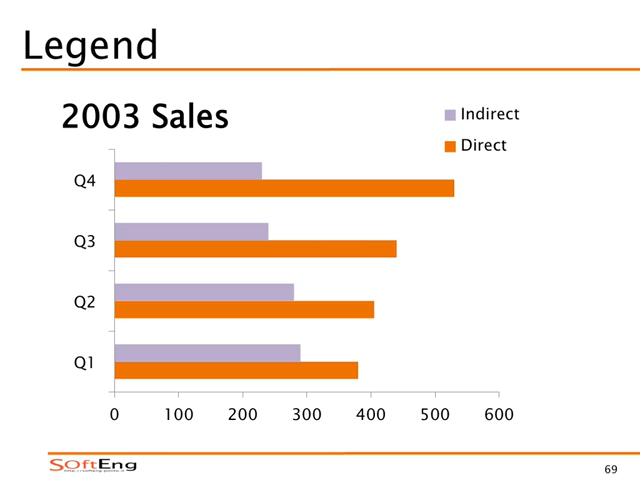 Legend
2003 Sales
Indirect
Direct
Q4
Q3
Q2
Q1
0 100 200 300 400 500 600
SOftEng
69